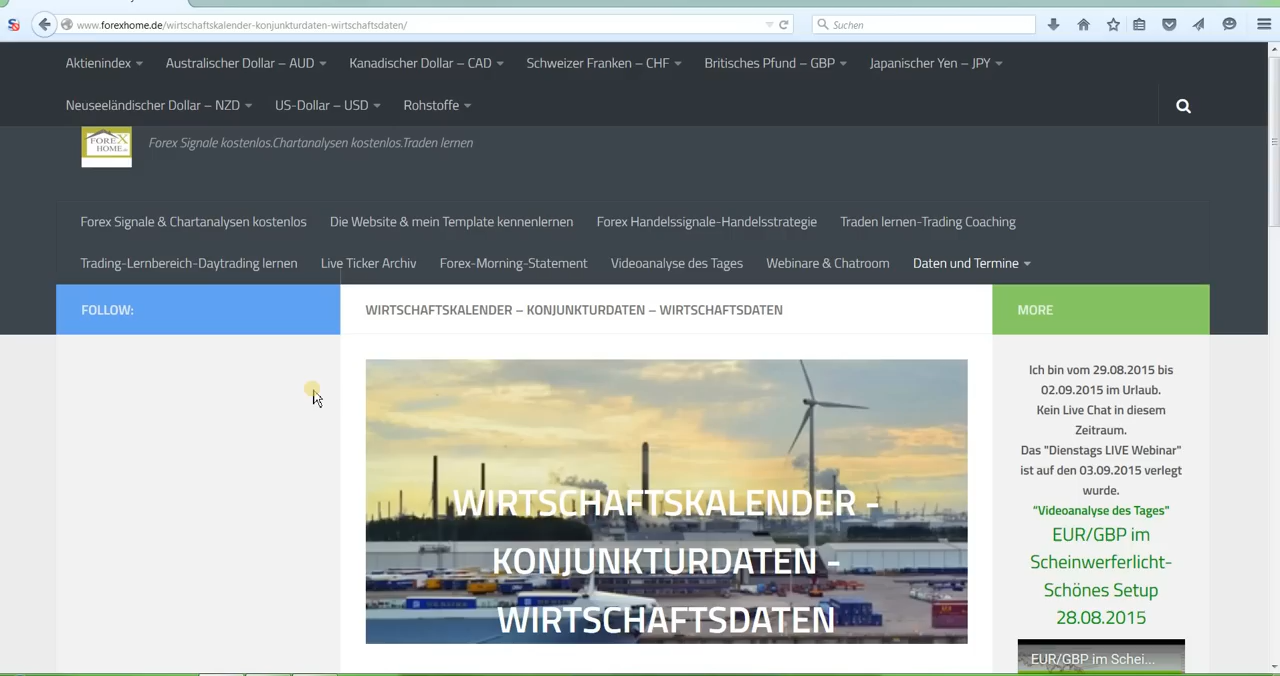 www.forexhome.de/wirtschaftskalender-konjunkturdaten-wirtschaftsdaten/
Suchen
Aktienindex
Australischer Dollar – AUD
Kanadischer Dollar – CAD
Schweizer Franken – CHF
Britisches Pfund – GBP
Japanischer Yen – JPY
Neuseeländischer Dollar – NZD
US-Dollar – USD
Rohstoffe
FOREX
HOME
Forex Signale kostenlos.Chartanalysen kostenlos.Traden lernen
Forex Signale & Chartanalysen kostenlos
Die Website & mein Template kennenlernen
Forex Handelssignale-Handelsstrategie
Traden lernen-Trading Coaching
Trading-Lernbereich-Daytrading lernen
Live Ticker Archiv
Forex-Morning-Statement
Videoanalyse des Tages
Webinare & Chatroom
Daten und Termine
FOLLOW:
WIRTSCHAFTSKALENDER – KONJUNKTURDATEN – WIRTSCHAFTSDATEN
WIRTSCHAFTSKALENDER -
KONJUNKTURDATEN -
WIRTSCHAFTSDATEN
MORE
Ich bin vom 29.08.2015 bis
02.09.2015 im Urlaub.
Kein Live Chat in diesem
Zeitraum.
Das "Dienstags LIVE Webinar"
ist auf den 03.09.2015 verlegt
wurde.
"Videoanalyse des Tages"
EUR/GBP im
Scheinwerferlicht-
Schönes Setup
28.08.2015
EUR/GBP im Schei...